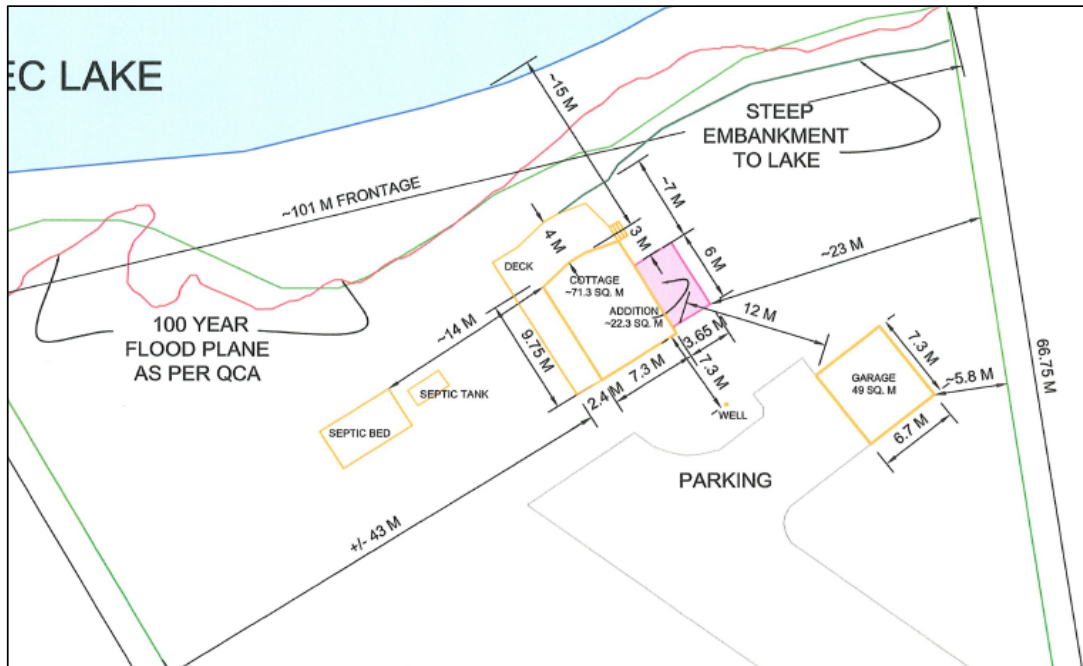 EC LAKE
~15 M
STEEP
EMBANKMENT
TO LAKE
~101 M FRONTAGE
~7 M
4 M
3 M
6 M
~23 M
DECK
COTTAGE
~71.3 SQ. M
ADDITION
~22.3 SQ. M
12 M
100 YEAR
FLOOD PLANE
AS PER QCA
~14 M
9.75 M
3.65 M
7.3 M
7.3 M
2.4 M
7.3 M
GARAGE
49 SQ. M
~5.8 M
66.75 M
SEPTIC TANK
SEPTIC BED
WELL
6.7 M
PARKING
+/- 43 M